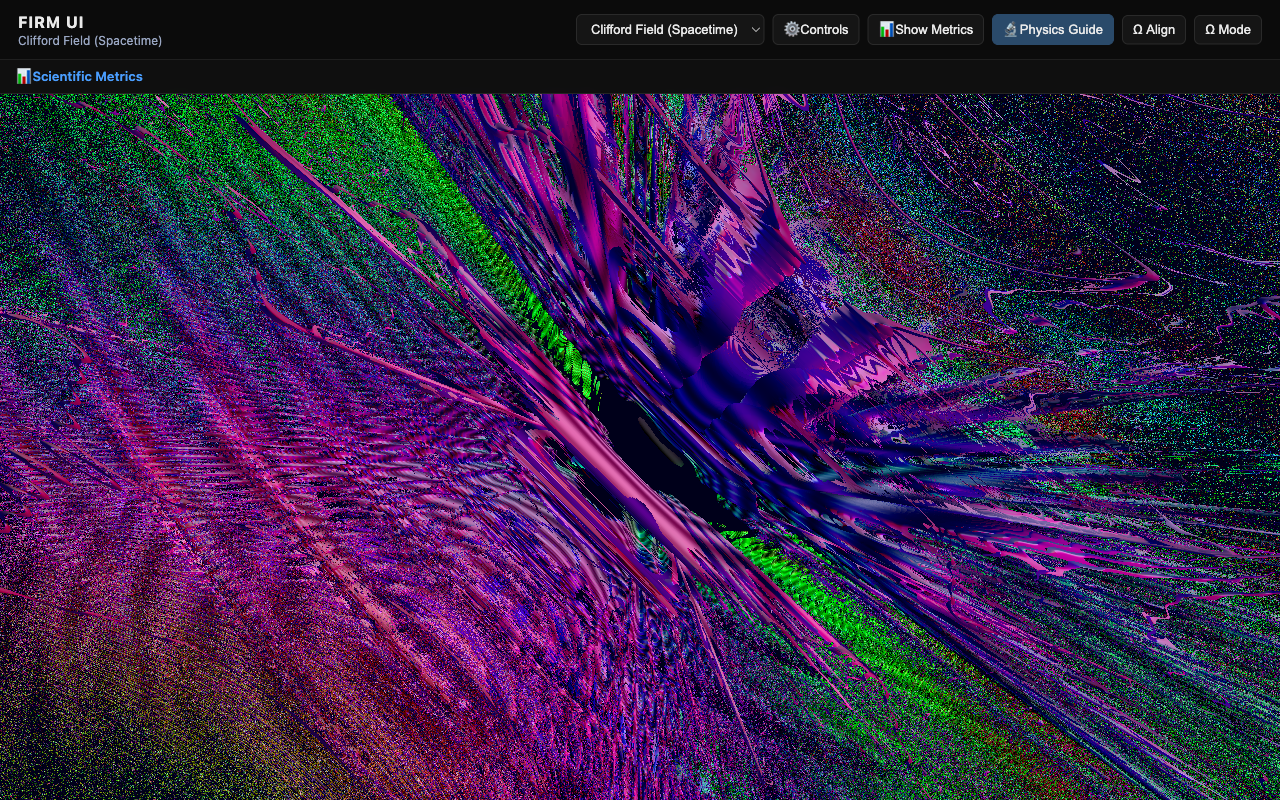 FIRM UI
Clifford Field (Spacetime)
Clifford Field (Spacetime)
⚙️Controls
📊Show Metrics
🔬Physics Guide
Ω Align
Ω Mode
📊Scientific Metrics